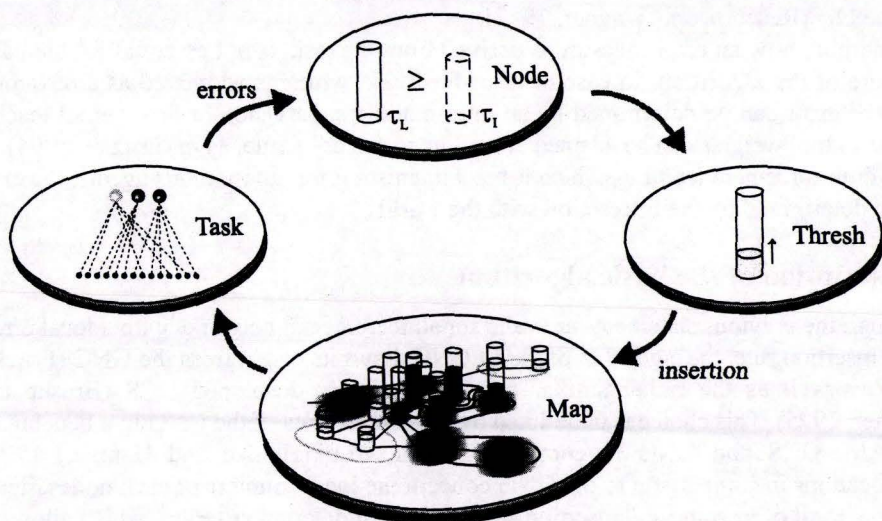 errors
Node
≥
τL
τI
Task
Thresh
insertion
Map